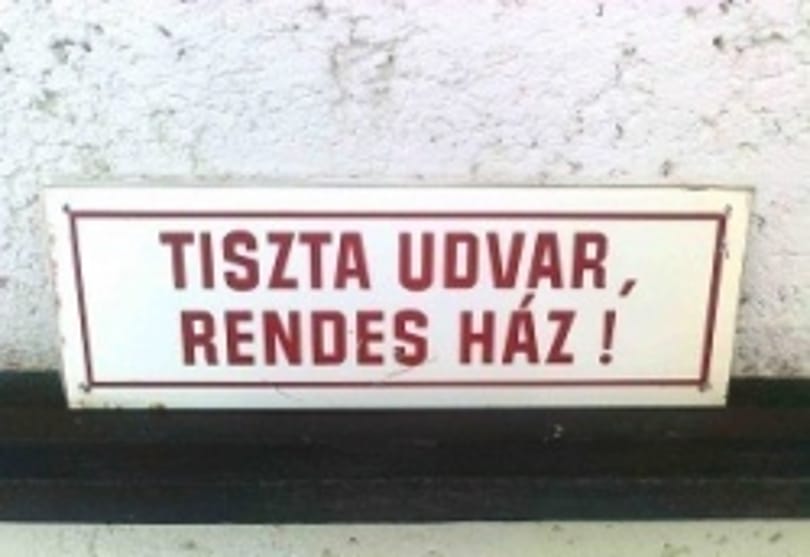 TISZTA UDVAR,
RENDES HÁZ!